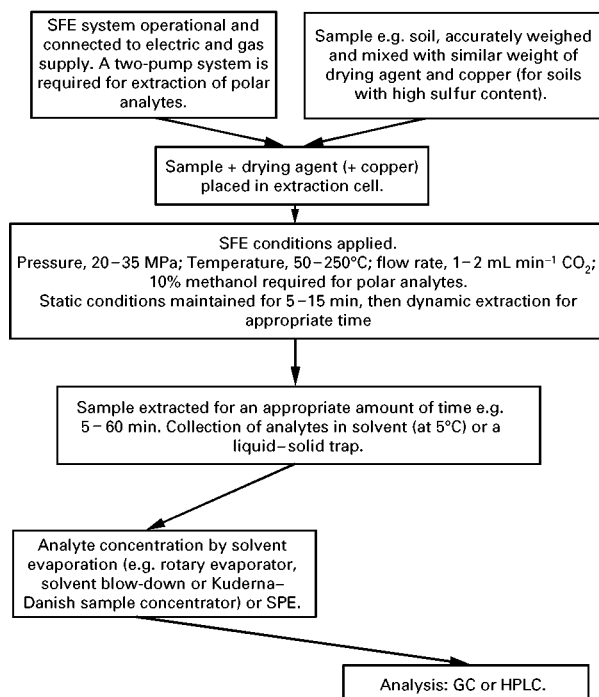 SFE system operational and
connected to electric and gas
supply. A two-pump system is
required for extraction of polar
analytes.
Sample e.g. soil, accurately weighed
and mixed with similar weight of
drying agent and copper (for soils
with high sulfur content).
Sample + drying agent (+ copper)
placed in extraction cell.
SFE conditions applied.
Pressure, 20–35 MPa; Temperature, 50–250°C; flow rate, 1–2 mL min⁻¹ CO₂;
10% methanol required for polar analytes.
Static conditions maintained for 5–15 min, then dynamic extraction for
appropriate time
Sample extracted for an appropriate amount of time e.g.
5–60 min. Collection of analytes in solvent (at 5°C) or a
liquid–solid trap.
Analyte concentration by solvent
evaporation (e.g. rotary evaporator,
solvent blow-down or Kuderna–
Danish sample concentrator) or SPE.
Analysis: GC or HPLC.